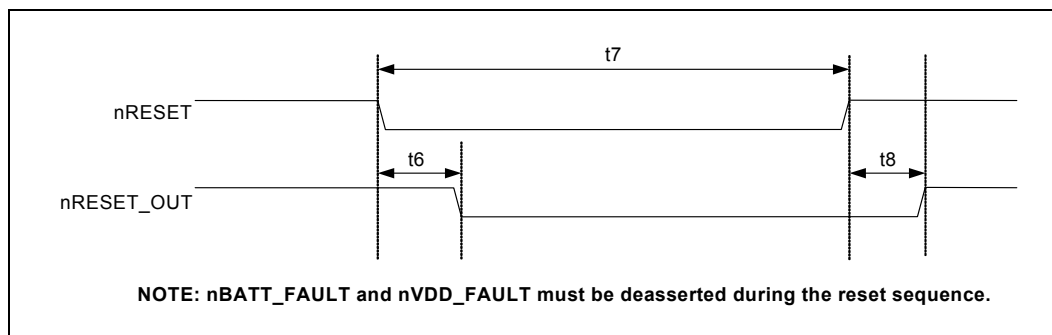 t7
nRESET
t6
t8
nRESET_OUT
NOTE: nBATT_FAULT and nVDD_FAULT must be deasserted during the reset sequence.